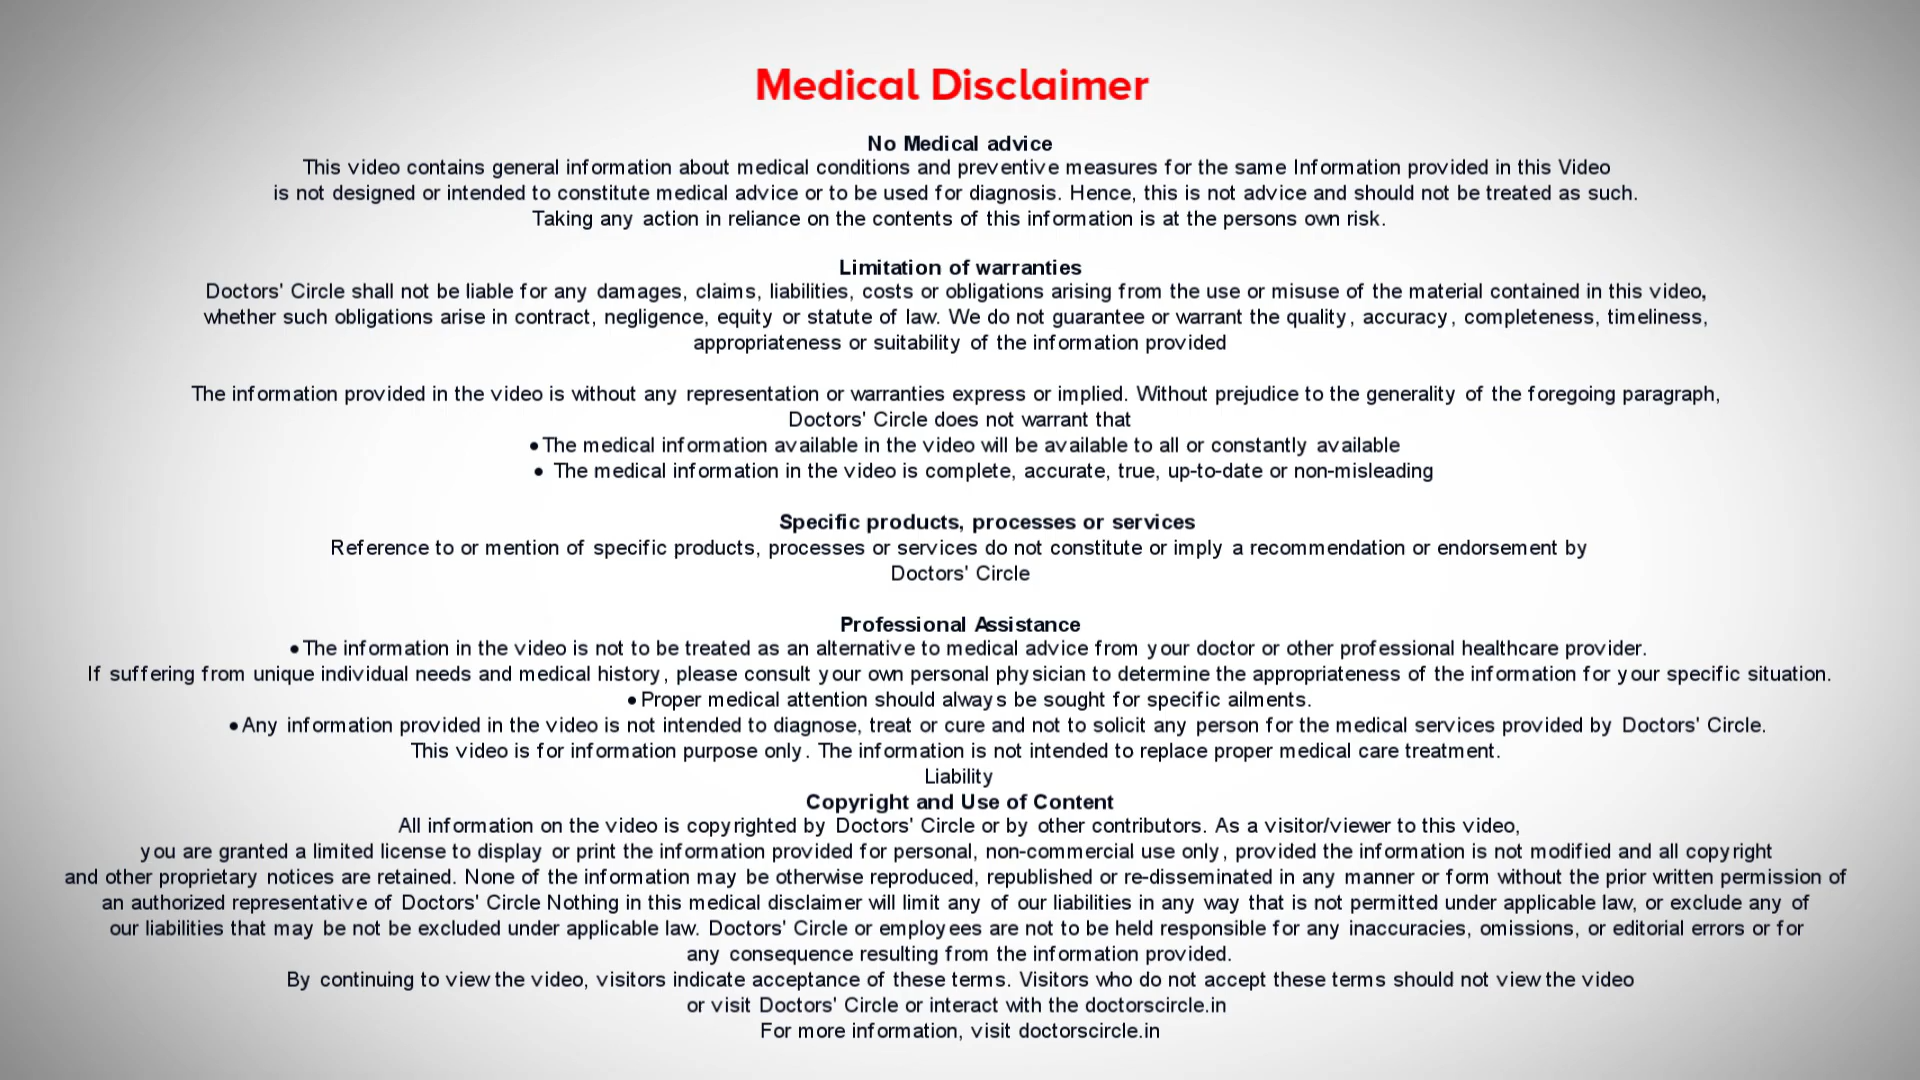 Medical Disclaimer
No Medical advice
This video contains general information about medical conditions and preventive measures for the same Information provided in this Video
is not designed or intended to constitute medical advice or to be used for diagnosis. Hence, this is not advice and should not be treated as such.
Taking any action in reliance on the contents of this information is at the persons own risk.
Limitation of warranties
Doctors' Circle shall not be liable for any damages, claims, liabilities, costs or obligations arising from the use or misuse of the material contained in this video,
whether such obligations arise in contract, negligence, equity or statute of law. We do not guarantee or warrant the quality, accuracy, completeness, timeliness,
appropriateness or suitability of the information provided
The information provided in the video is without any representation or warranties express or implied. Without prejudice to the generality of the foregoing paragraph,
Doctors' Circle does not warrant that
•The medical information available in the video will be available to all or constantly available
• The medical information in the video is complete, accurate, true, up-to-date or non-misleading
Specific products, processes or services
Reference to or mention of specific products, processes or services do not constitute or imply a recommendation or endorsement by
Doctors' Circle
Professional Assistance
•The information in the video is not to be treated as an alternative to medical advice from your doctor or other professional healthcare provider.
If suffering from unique individual needs and medical history, please consult your own personal physician to determine the appropriateness of the information for your specific situation.
•Proper medical attention should always be sought for specific ailments.
•Any information provided in the video is not intended to diagnose, treat or cure and not to solicit any person for the medical services provided by Doctors' Circle.
This video is for information purpose only. The information is not intended to replace proper medical care treatment.
Liability
Copyright and Use of Content
All information on the video is copyrighted by Doctors' Circle or by other contributors. As a visitor/viewer to this video,
you are granted a limited license to display or print the information provided for personal, non-commercial use only, provided the information is not modified and all copyright
and other proprietary notices are retained. None of the information may be otherwise reproduced, republished or re-disseminated in any manner or form without the prior written permission of
an authorized representative of Doctors' Circle Nothing in this medical disclaimer will limit any of our liabilities in any way that is not permitted under applicable law, or exclude any of
our liabilities that may be not be excluded under applicable law. Doctors' Circle or employees are not to be held responsible for any inaccuracies, omissions, or editorial errors or for
any consequence resulting from the information provided.
By continuing to view the video, visitors indicate acceptance of these terms. Visitors who do not accept these terms should not view the video
or visit Doctors' Circle or interact with the doctorscircle.in
For more information, visit doctorscircle.in